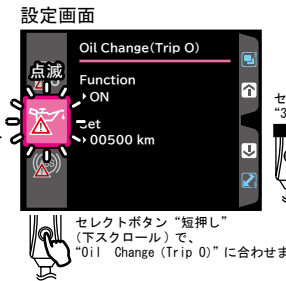 設定画面
Oil Change(Trip O)
点滅
Function
ON
Set
00500 km
セ
“3
セレクトボタン“短押し”
(下スクロール)で、
“Oil Change(Trip O)”に合わせま